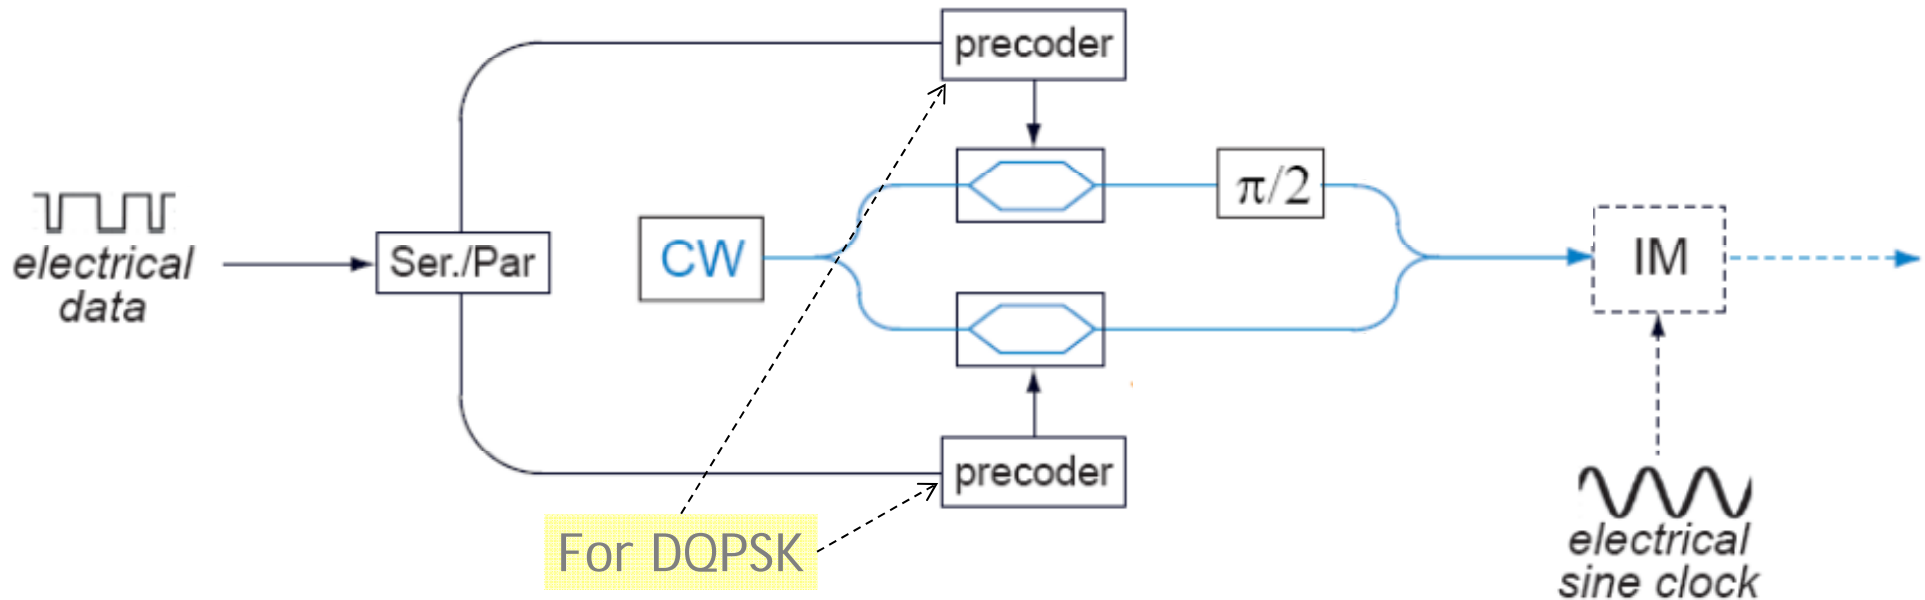 precoder
π/2
electrical
data
Ser./Par
CW
IM
precoder
For DQPSK
electrical
sine clock